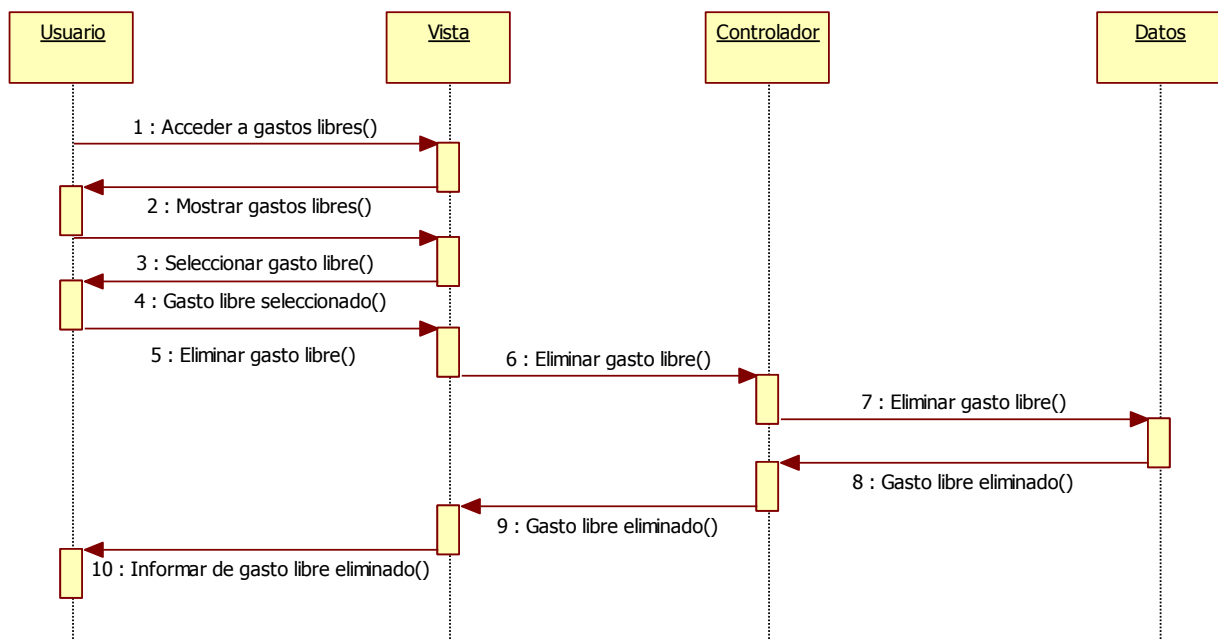 Usuario
Vista
Controlador
Datos
1 : Acceder a gastos libres()
2 : Mostrar gastos libres()
3 : Seleccionar gasto libre()
4 : Gasto libre seleccionado()
5 : Eliminar gasto libre()
6 : Eliminar gasto libre()
7 : Eliminar gasto libre()
8 : Gasto libre eliminado()
9 : Gasto libre eliminado()
10 : Informar de gasto libre eliminado()